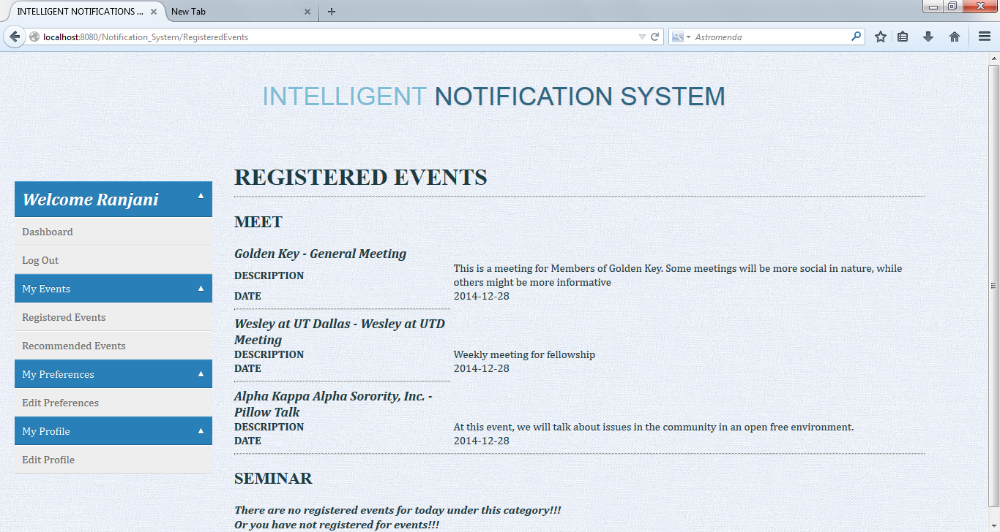 INTELLIGENT NOTIFICATIONS ...
New Tab
localhost:8080/Notification_System/RegisteredEvents
Astromenda
INTELLIGENT NOTIFICATION SYSTEM
Welcome Ranjani
Dashboard
Log Out
My Events
Registered Events
Recommended Events
My Preferences
Edit Preferences
My Profile
Edit Profile
REGISTERED EVENTS
MEET
Golden Key - General Meeting
DESCRIPTION
This is a meeting for Members of Golden Key. Some meetings will be more social in nature, while
others might be more informative
DATE
2014-12-28
Wesley at UT Dallas - Wesley at UTD
Meeting
DESCRIPTION
Weekly meeting for fellowship
DATE
2014-12-28
Alpha Kappa Alpha Sorority, Inc. -
Pillow Talk
DESCRIPTION
At this event, we will talk about issues in the community in an open free environment.
DATE
2014-12-28
SEMINAR
There are no registered events for today under this category!!!
Or you have not registered for events!!!